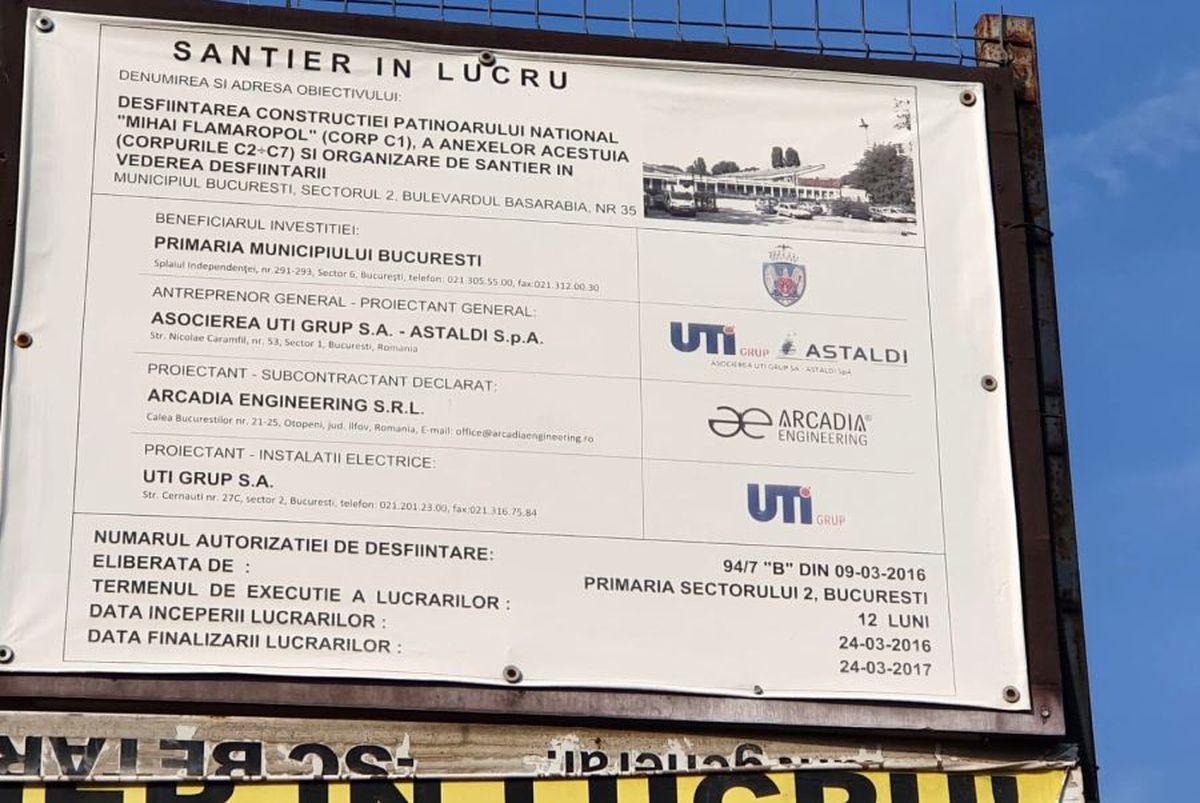 SANTIER IN LUCRU
DENUMIREA SI ADRESA OBIECTIVULUI:
DESFIINTAREA CONSTRUCTIEI PATINOARULUI NATIONAL
"MIHAI FLAMAROPOL" (CORP C1), A ANEXELOR ACESTUIA
(CORPURILE C2÷C7) SI ORGANIZARE DE SANTIER IN
VEDEREA DESFIINTARII
MUNICIPIUL BUCURESTI, SECTORUL 2, BULEVARDUL BASARABIA, NR 35
BENEFICIARUL INVESTITIEI:
PRIMARIA MUNICIPIULUI BUCURESTI
Splaiul Independenţei, nr.291-293, Sector 6, Bucureşti, telefon: 021.305.55.00, fax:021.312.00.30
ANTREPRENOR GENERAL - PROIECTANT GENERAL:
ASOCIEREA UTI GRUP S.A. - ASTALDI S.p.A.
Str. Nicolae Caramfil, nr. 53, Sector 1, Bucuresti, Romania
UTi GRUP ASTALDI
ASOCIEREA UTI GRUP SA - ASTALDI SpA
PROIECTANT - SUBCONTRACTANT DECLARAT:
ARCADIA ENGINEERING S.R.L.
Calea Bucurestilor nr. 21-25, Otopeni, jud. Ilfov, Romania, E-mail: office@arcadiaengineering.ro
ae ARCADIA®
ENGINEERING
PROIECTANT - INSTALATII ELECTRICE:
UTI GRUP S.A.
Str. Cernauti nr. 27C, sector 2, Bucuresti, telefon: 021.201.23.00, fax:021.316.75.84
UTi GRUP
NUMARUL AUTORIZATIEI DE DESFIINTARE: 94/7 "B" DIN 09-03-2016
ELIBERATA DE : PRIMARIA SECTORULUI 2, BUCURESTI
TERMENUL DE EXECUTIE A LUCRARILOR : 12 LUNI
DATA INCEPERII LUCRARILOR : 24-03-2016
DATA FINALIZARII LUCRARILOR : 24-03-2017
general:
-SC BETAR
IN LUCRU